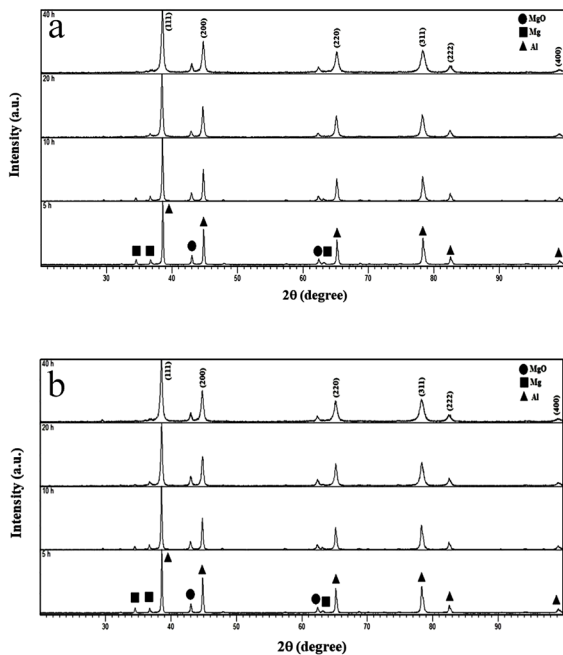 a
40 h
(111)
(200)
(220)
(311)
(222)
(400)
MgO
Mg
Al
20 h
10 h
5 h
Intensity (a.u.)
30 40 50 60 70 80 90
2θ (degree)
b
40 h
(111)
(200)
(220)
(311)
(222)
(400)
MgO
Mg
Al
20 h
10 h
5 h
Intensity (a.u.)
30 40 50 60 70 80 90
2θ (degree)